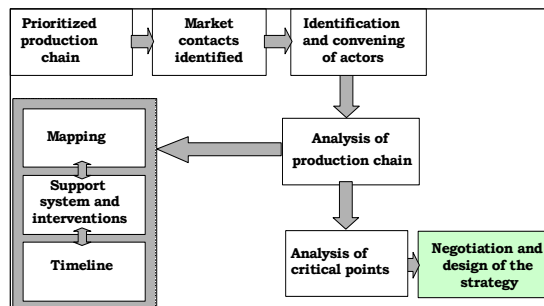 Prioritized
production
chain
Market
contacts
identified
Identification
and convening
of actors
Mapping
Support
system and
interventions
Timeline
Analysis of
production chain
Analysis of
critical points
Negotiation and
design of the
strategy